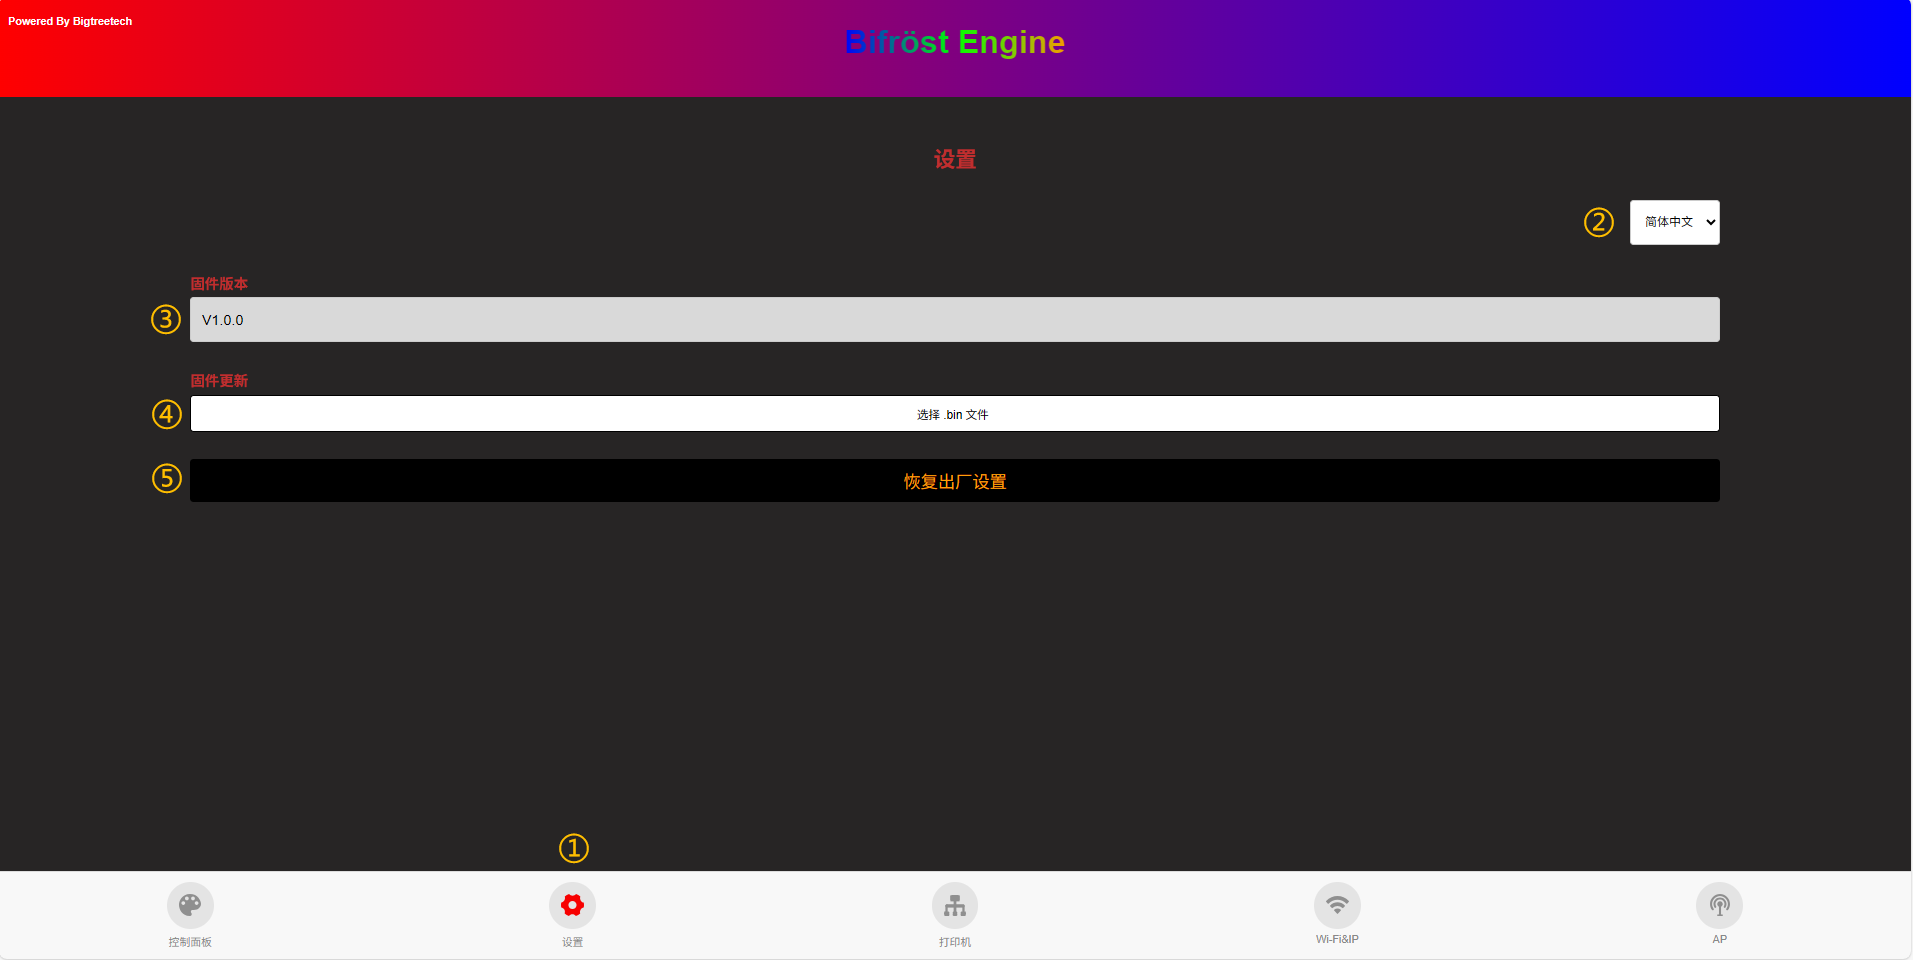 Powered By Bigtreetech
Bifröst Engine
设置
② 简体中文
固件版本
③ V1.0.0
固件更新
④ 选择 .bin 文件
⑤ 恢复出厂设置
①
控制面板 设置 打印机 Wi-Fi&IP AP